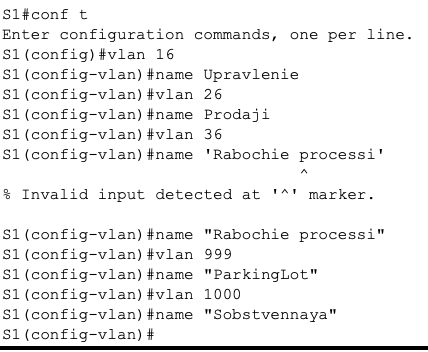 S1#conf t
Enter configuration commands, one per line.
S1(config)#vlan 16
S1(config-vlan)#name Upravlenie
S1(config-vlan)#vlan 26
S1(config-vlan)#name Prodaji
S1(config-vlan)#vlan 36
S1(config-vlan)#name 'Rabochie processi'
                              ^
% Invalid input detected at '^' marker.

S1(config-vlan)#name "Rabochie processi"
S1(config-vlan)#vlan 999
S1(config-vlan)#name "ParkingLot"
S1(config-vlan)#vlan 1000
S1(config-vlan)#name "Sobstvennaya"
S1(config-vlan)#